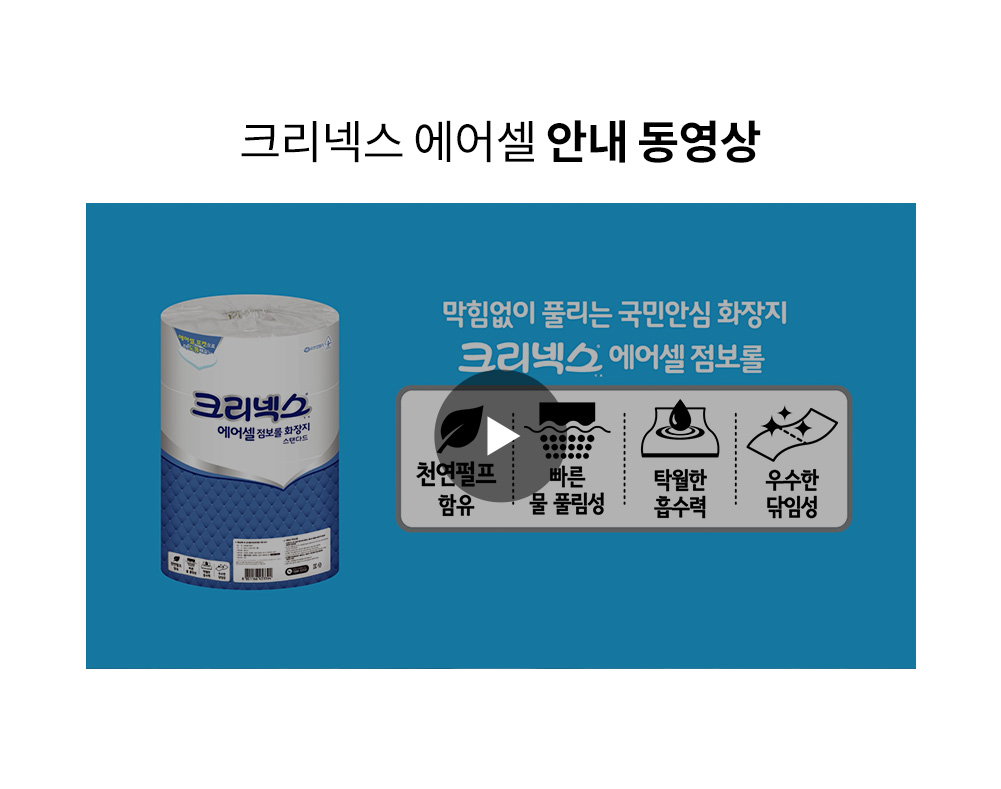 크리넥스 에어셀 안내 동영상
막힘없이 풀리는 국민안심 화장지
크리넥스 에어셀 점보롤
천연펄프
함유
빠른
물 풀림성
탁월한
흡수력
우수한
닦임성
크리넥스
에어셀 점보롤 화장지
스탠다드